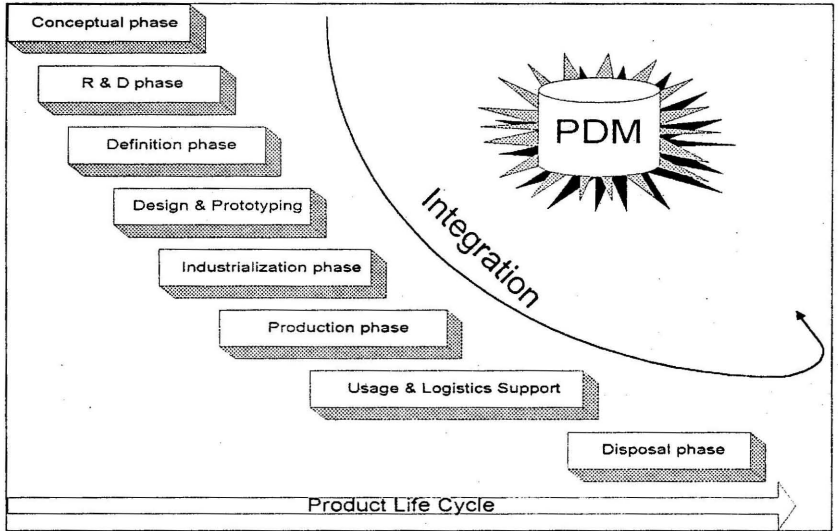 Conceptual phase
R & D phase
PDM
Definition phase
Design & Prototyping
Integration
Industrialization phase
Production phase
Usage & Logistics Support
Disposal phase
Product Life Cycle